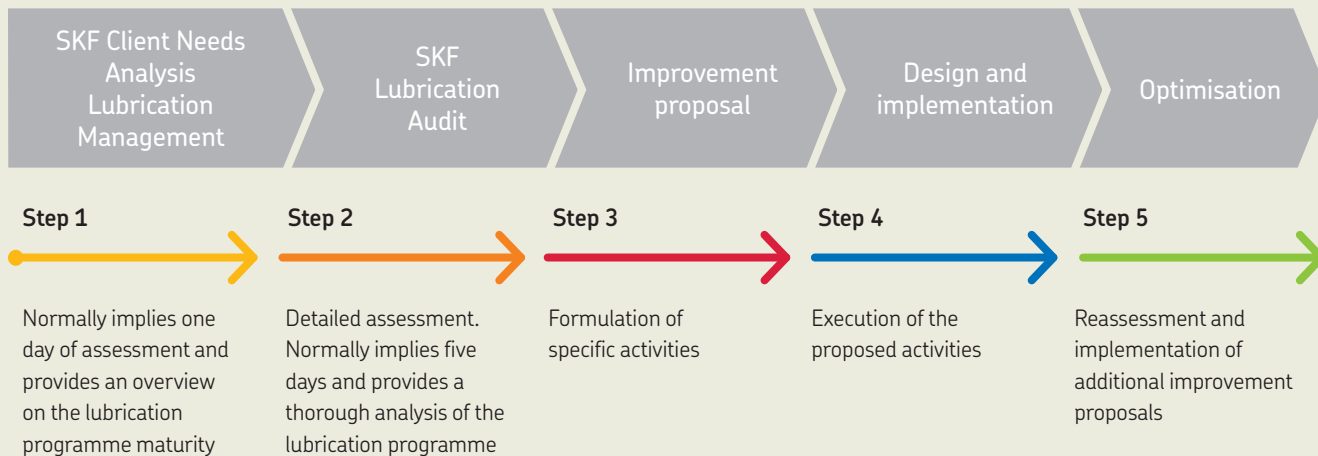 SKF Client Needs
Analysis
Lubrication
Management
SKF
Lubrication
Audit
Improvement
proposal
Design and
implementation
Optimisation
Step 1
Step 2
Step 3
Step 4
Step 5
Normally implies one
day of assessment and
provides an overview
on the lubrication
programme maturity
Detailed assessment.
Normally implies five
days and provides a
thorough analysis of the
lubrication programme
Formulation of
specific activities
Execution of the
proposed activities
Reassessment and
implementation of
additional improvement
proposals